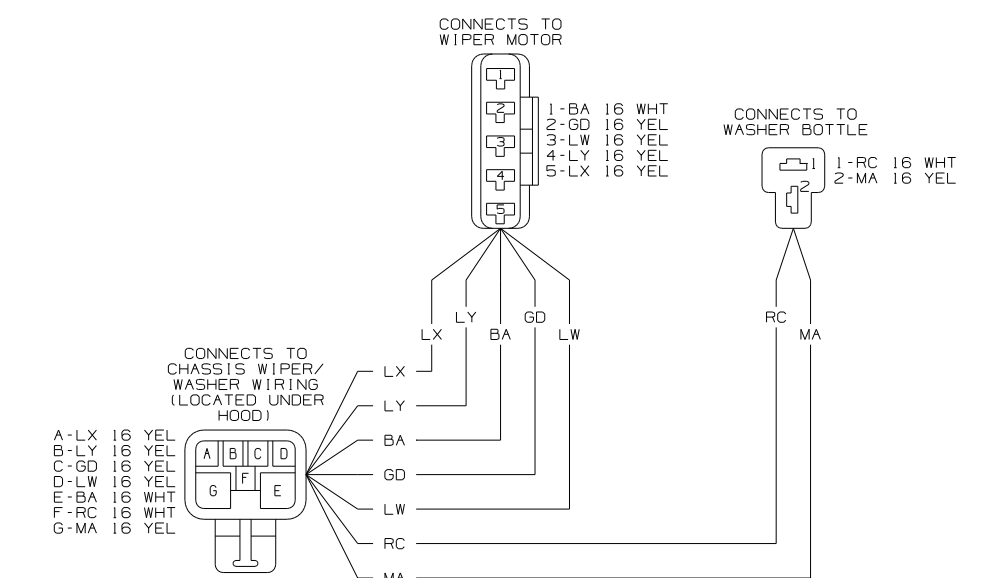 CONNECTS TO
WIPER MOTOR
1
2
3
4
5
1-BA 16 WHT
2-GD 16 YEL
3-LW 16 YEL
4-LY 16 YEL
5-LX 16 YEL
CONNECTS TO
WASHER BOTTLE
1
2
1-RC 16 WHT
2-MA 16 YEL
LY
GD
RC
LX
BA
LW
MA
CONNECTS TO
CHASSIS WIPER/
WASHER WIRING
(LOCATED UNDER
HOOD)
LX
LY
BA
GD
LW
RC
MA
A-LX 16 YEL
B-LY 16 YEL
C-GD 16 YEL
D-LW 16 YEL
E-BA 16 WHT
F-RC 16 WHT
G-MA 16 YEL
A B C D
F
G E